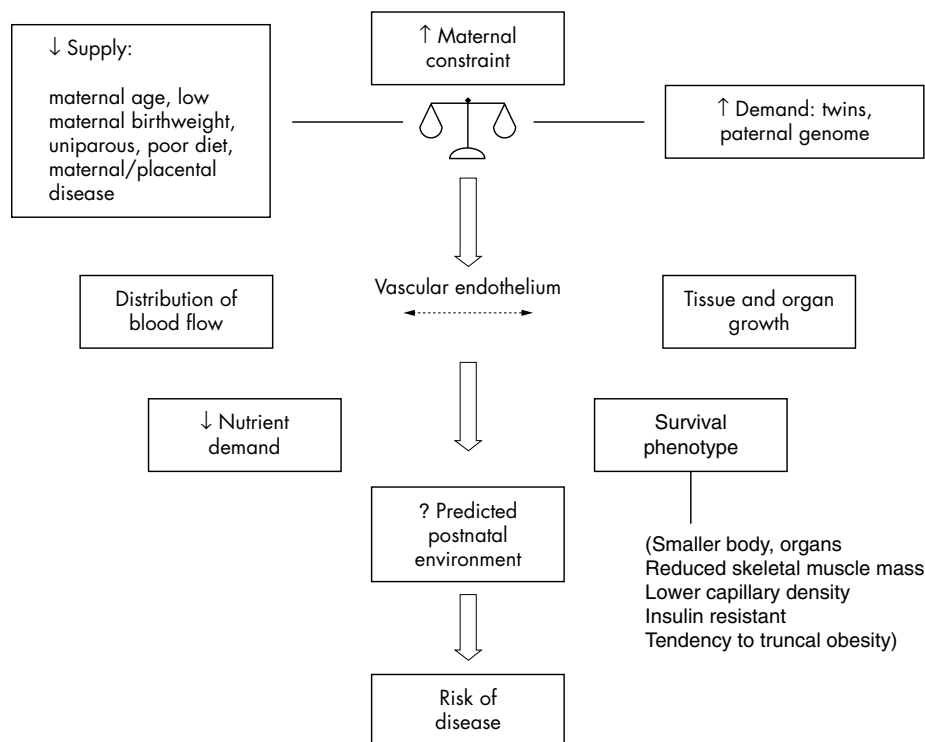 ↓ Supply:
maternal age, low
maternal birthweight,
uniparous, poor diet,
maternal/placental
disease
↑ Maternal
constraint
↑ Demand: twins,
paternal genome
Distribution of
blood flow
Vascular endothelium
Tissue and organ
growth
↓ Nutrient
demand
Survival
phenotype
? Predicted
postnatal
environment
(Smaller body, organs
Reduced skeletal muscle mass
Lower capillary density
Insulin resistant
Tendency to truncal obesity)
Risk of
disease